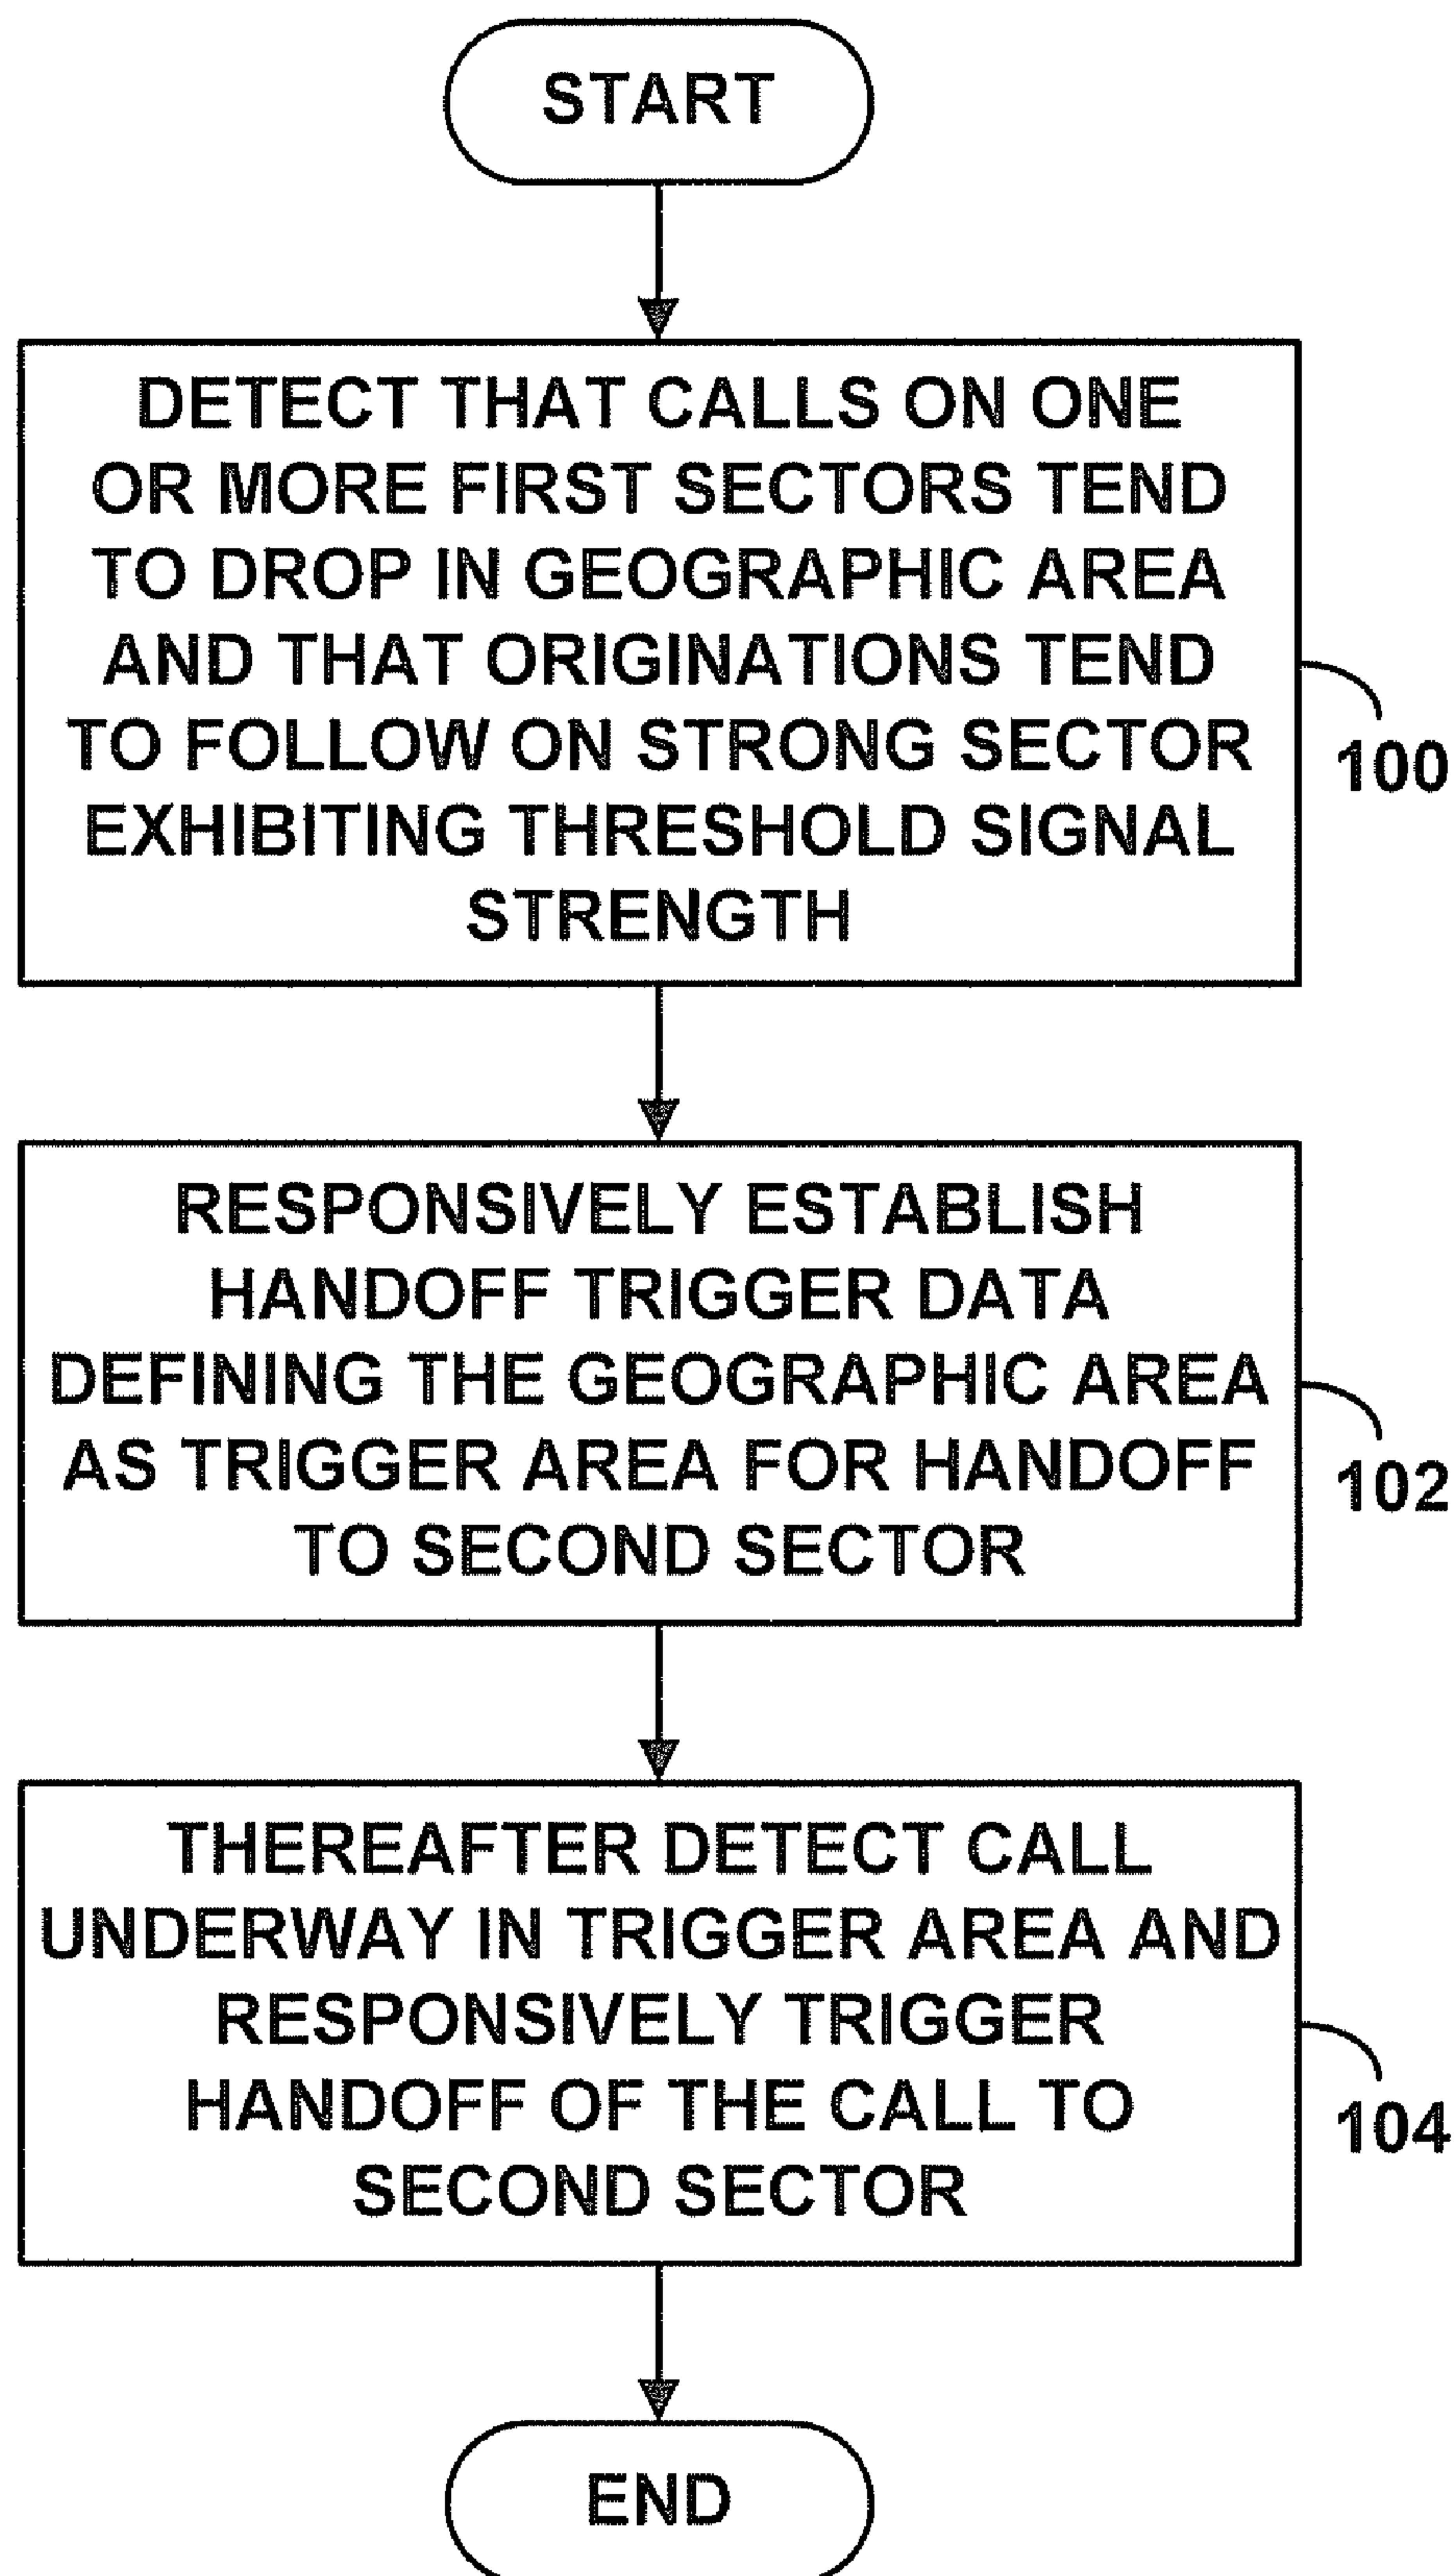 START
DETECT THAT CALLS ON ONE
OR MORE FIRST SECTORS TEND
TO DROP IN GEOGRAPHIC AREA
AND THAT ORIGINATIONS TEND
TO FOLLOW ON STRONG SECTOR
EXHIBITING THRESHOLD SIGNAL
STRENGTH
100
RESPONSIVELY ESTABLISH
HANDOFF TRIGGER DATA
DEFINING THE GEOGRAPHIC AREA
AS TRIGGER AREA FOR HANDOFF
TO SECOND SECTOR
102
THEREAFTER DETECT CALL
UNDERWAY IN TRIGGER AREA AND
RESPONSIVELY TRIGGER
HANDOFF OF THE CALL TO
SECOND SECTOR
104
END